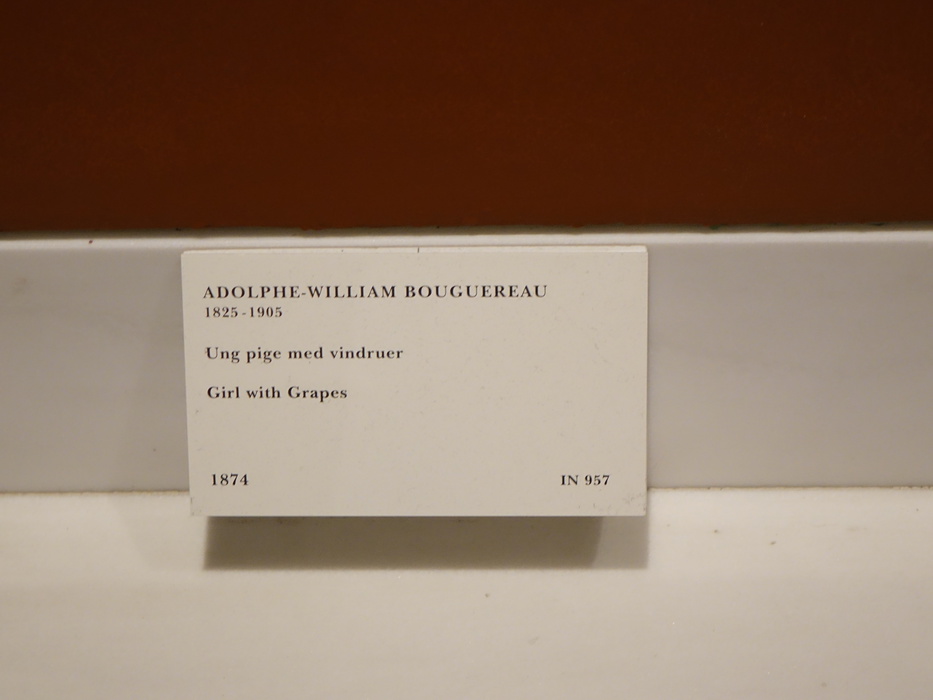 ADOLPHE-WILLIAM BOUGUEREAU
1825-1905
Ung pige med vindruer
Girl with Grapes
1874 IN 957